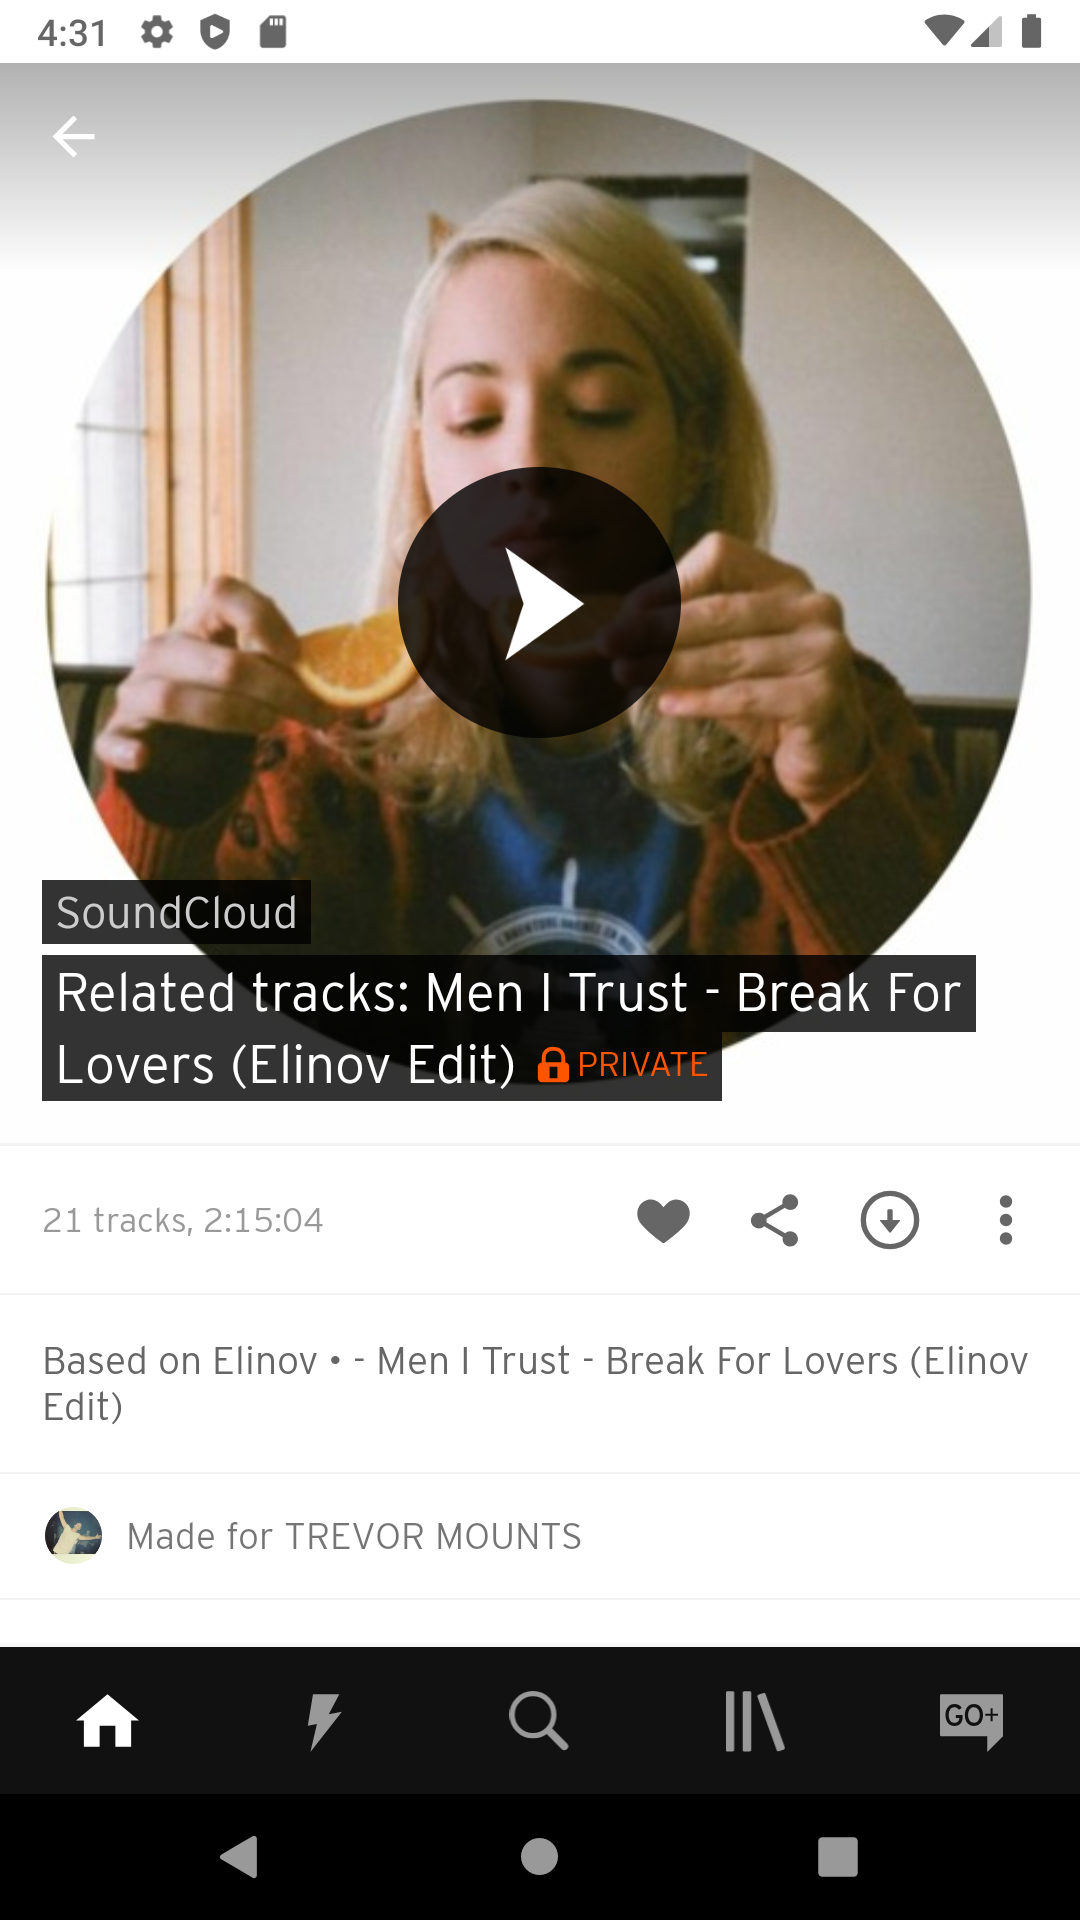 4:31
SoundCloud
Related tracks: Men I Trust - Break For
Lovers (Elinov Edit) PRIVATE
21 tracks, 2:15:04
Based on Elinov • - Men I Trust - Break For Lovers (Elinov
Edit)
Made for TREVOR MOUNTS
GO+